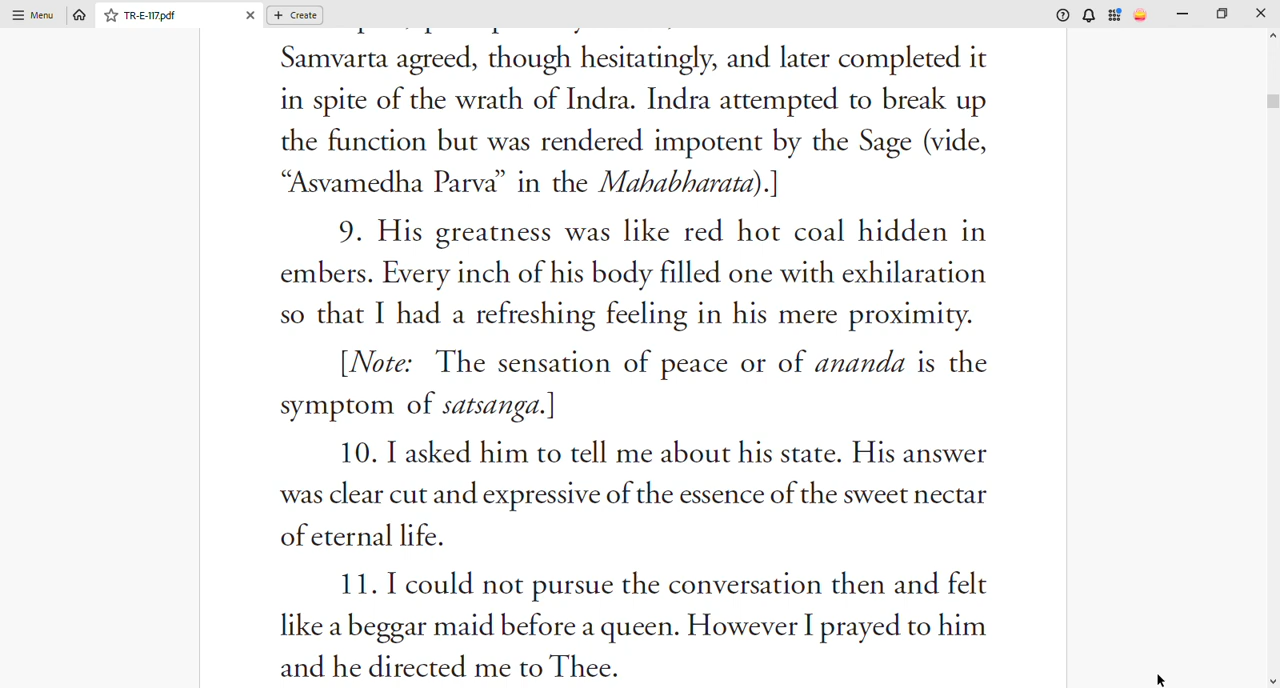 Menu
TR-E-117.pdf
+ Create
Samvarta agreed, though hesitatingly, and later completed it
in spite of the wrath of Indra. Indra attempted to break up
the function but was rendered impotent by the Sage (vide,
“Asvamedha Parva” in the Mahabharata).]
9. His greatness was like red hot coal hidden in
embers. Every inch of his body filled one with exhilaration
so that I had a refreshing feeling in his mere proximity.
[Note: The sensation of peace or of ananda is the
symptom of satsanga.]
10. I asked him to tell me about his state. His answer
was clear cut and expressive of the essence of the sweet nectar
of eternal life.
11. I could not pursue the conversation then and felt
like a beggar maid before a queen. However I prayed to him
and he directed me to Thee.